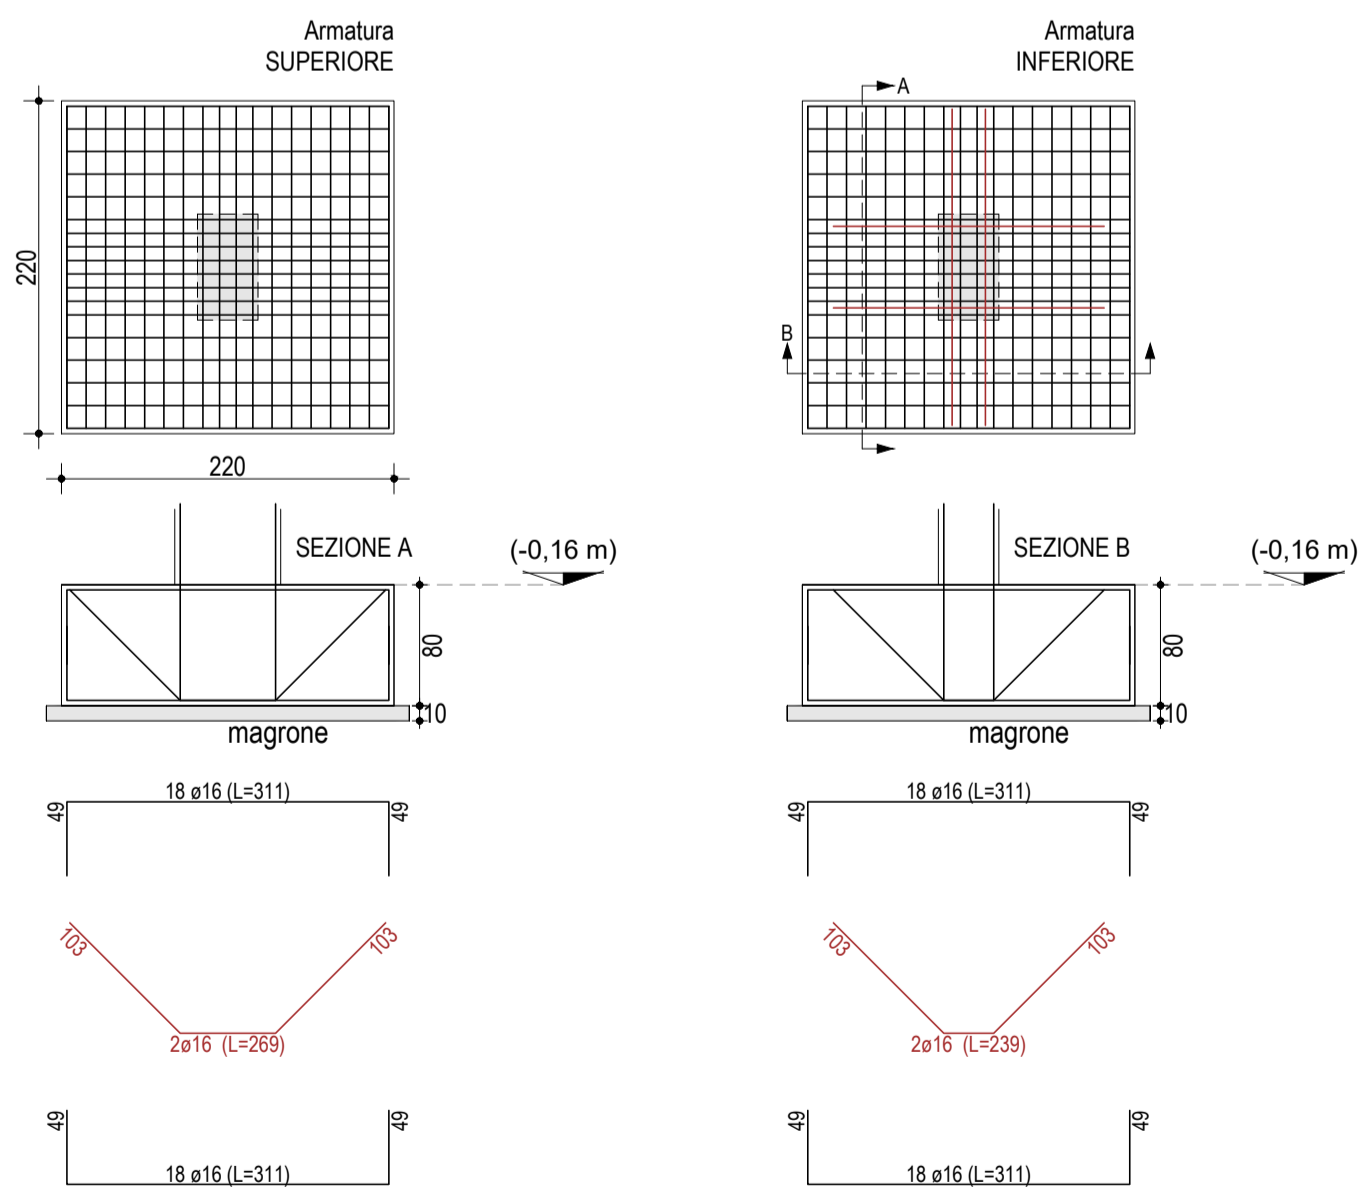 Armatura
SUPERIORE
Armatura
INFERIORE
A
220
B
220
SEZIONE A
(-0,16 m)
SEZIONE B
(-0,16 m)
80
80
10
10
magrone
magrone
18 ø16 (L=311)
18 ø16 (L=311)
49
49
49
49
103
103
103
103
2ø16 (L=269)
2ø16 (L=239)
49
49
49
49
18 ø16 (L=311)
18 ø16 (L=311)